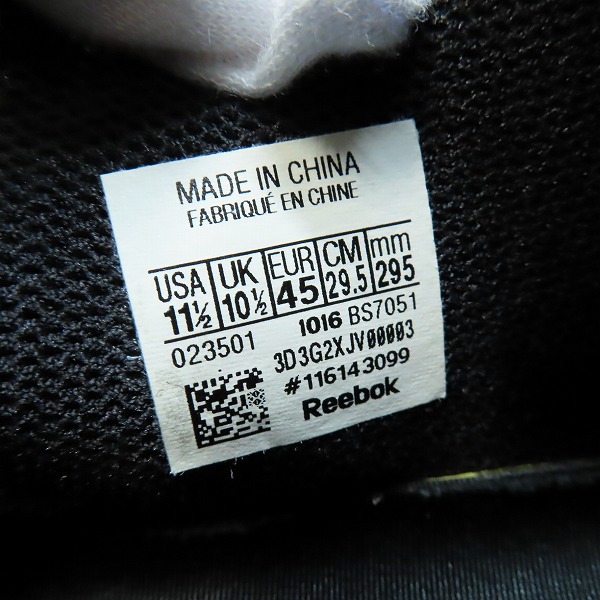 MADE IN CHINA
FABRIQUÉ EN CHINE
USA UK EUR CM mm
11½ 10½ 45 29.5 295
023501 1016 BS7051
3D3G2XJV00003
#116143099
Reebok